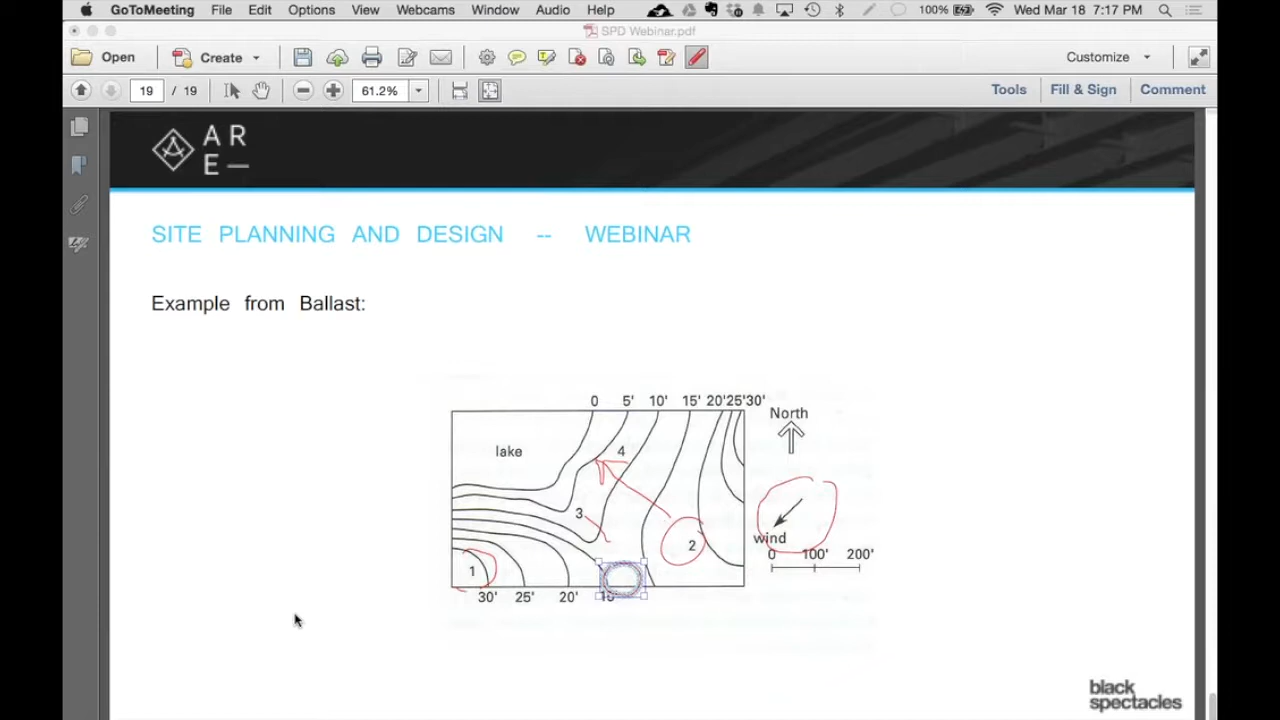 GoToMeeting File Edit Options View Webcams Window Audio Help 100% Wed Mar 18 7:17 PM
SPD Webinar.pdf
Open Create Customize
19 / 19 61.2% Tools Fill & Sign Comment
A R
E —
SITE PLANNING AND DESIGN -- WEBINAR
Example from Ballast:
0 5' 10' 15' 20' 25' 30'
North
lake
4
3
2
wind
0 100' 200'
1
30' 25' 20'
black
spectacles